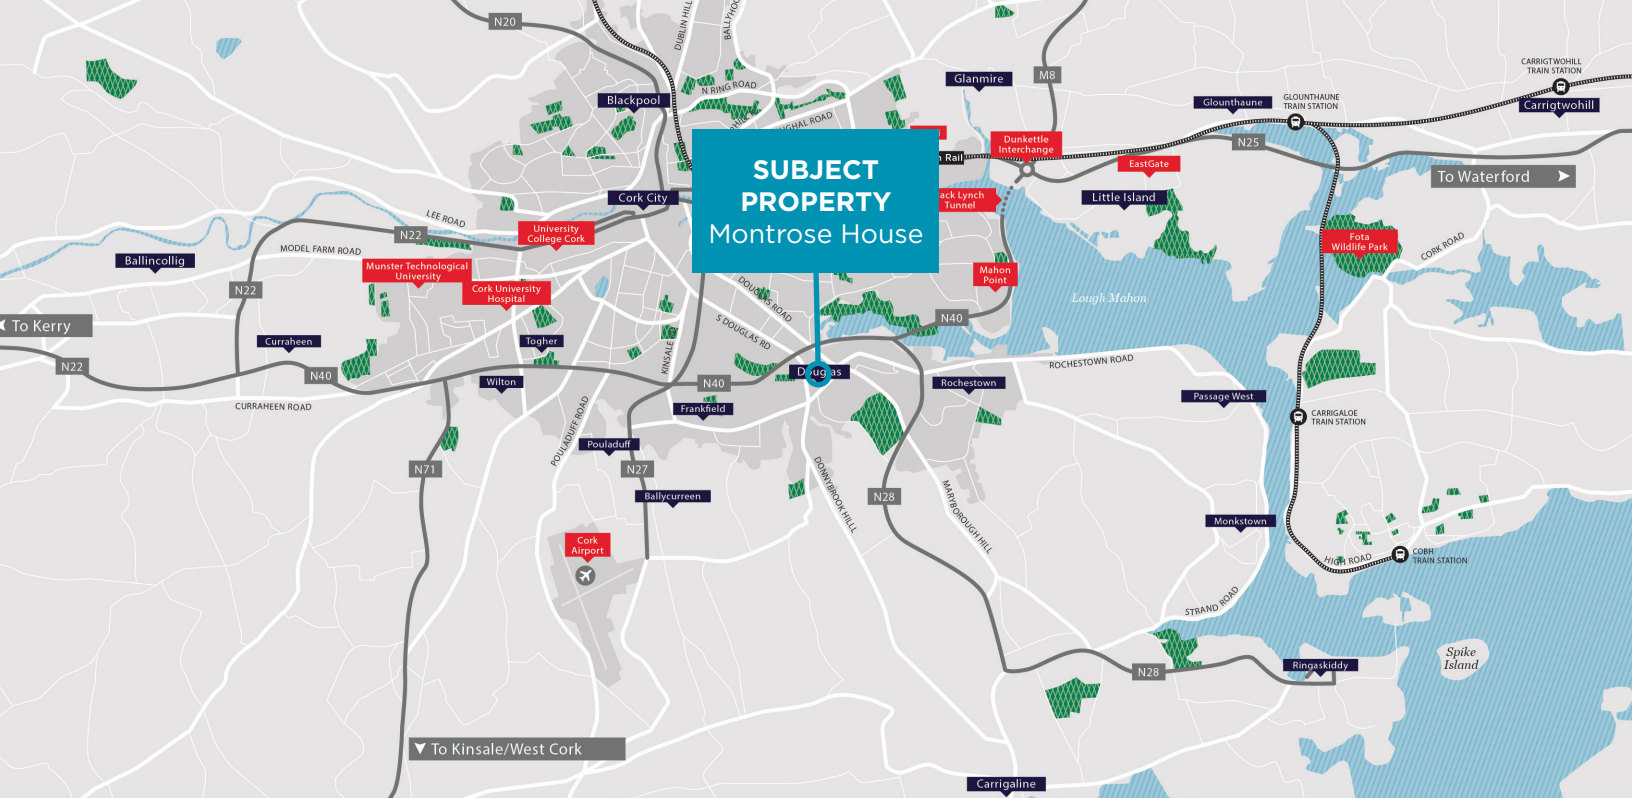 N20
DUBLIN HILL
CARRIGTWOHILL
TRAIN STATION
Glanmire
M8
N RING ROAD
Blackpool
Glounthaune
GLOUNTHAUNE
TRAIN STATION
Carrigtwohill
Dunkettle
Interchange
N25
n Rail
EastGate
SUBJECT
PROPERTY
Montrose House
To Waterford
Cork City
ack Lynch
Tunnel
Little Island
LEE ROAD
N22
University
College Cork
Fota
Wildlife Park
CORK ROAD
MODEL FARM ROAD
Ballincollig
Munster Technological
University
Cork University
Hospital
Mahon
Point
N22
DOUGLAS ROAD
Lough Mahon
To Kerry
S DOUGLAS RD
N40
Curraheen
Togher
KINSALE
N22
N40
Wilton
N40
Douglas
Rochestown
ROCHESTOWN ROAD
CURRAHEEN ROAD
Frankfield
Passage West
CARRIGALOE
TRAIN STATION
POULADUFF ROAD
Pouladuff
N71
N27
DONNYBROOK HILLL
N28
MARYBOROUGH HILL
Ballycurreen
Monkstown
Cork
Airport
HIGH ROAD
COBH
TRAIN STATION
STRAND ROAD
Spike
Island
N28
Ringaskiddy
To Kinsale/West Cork
Carrigaline